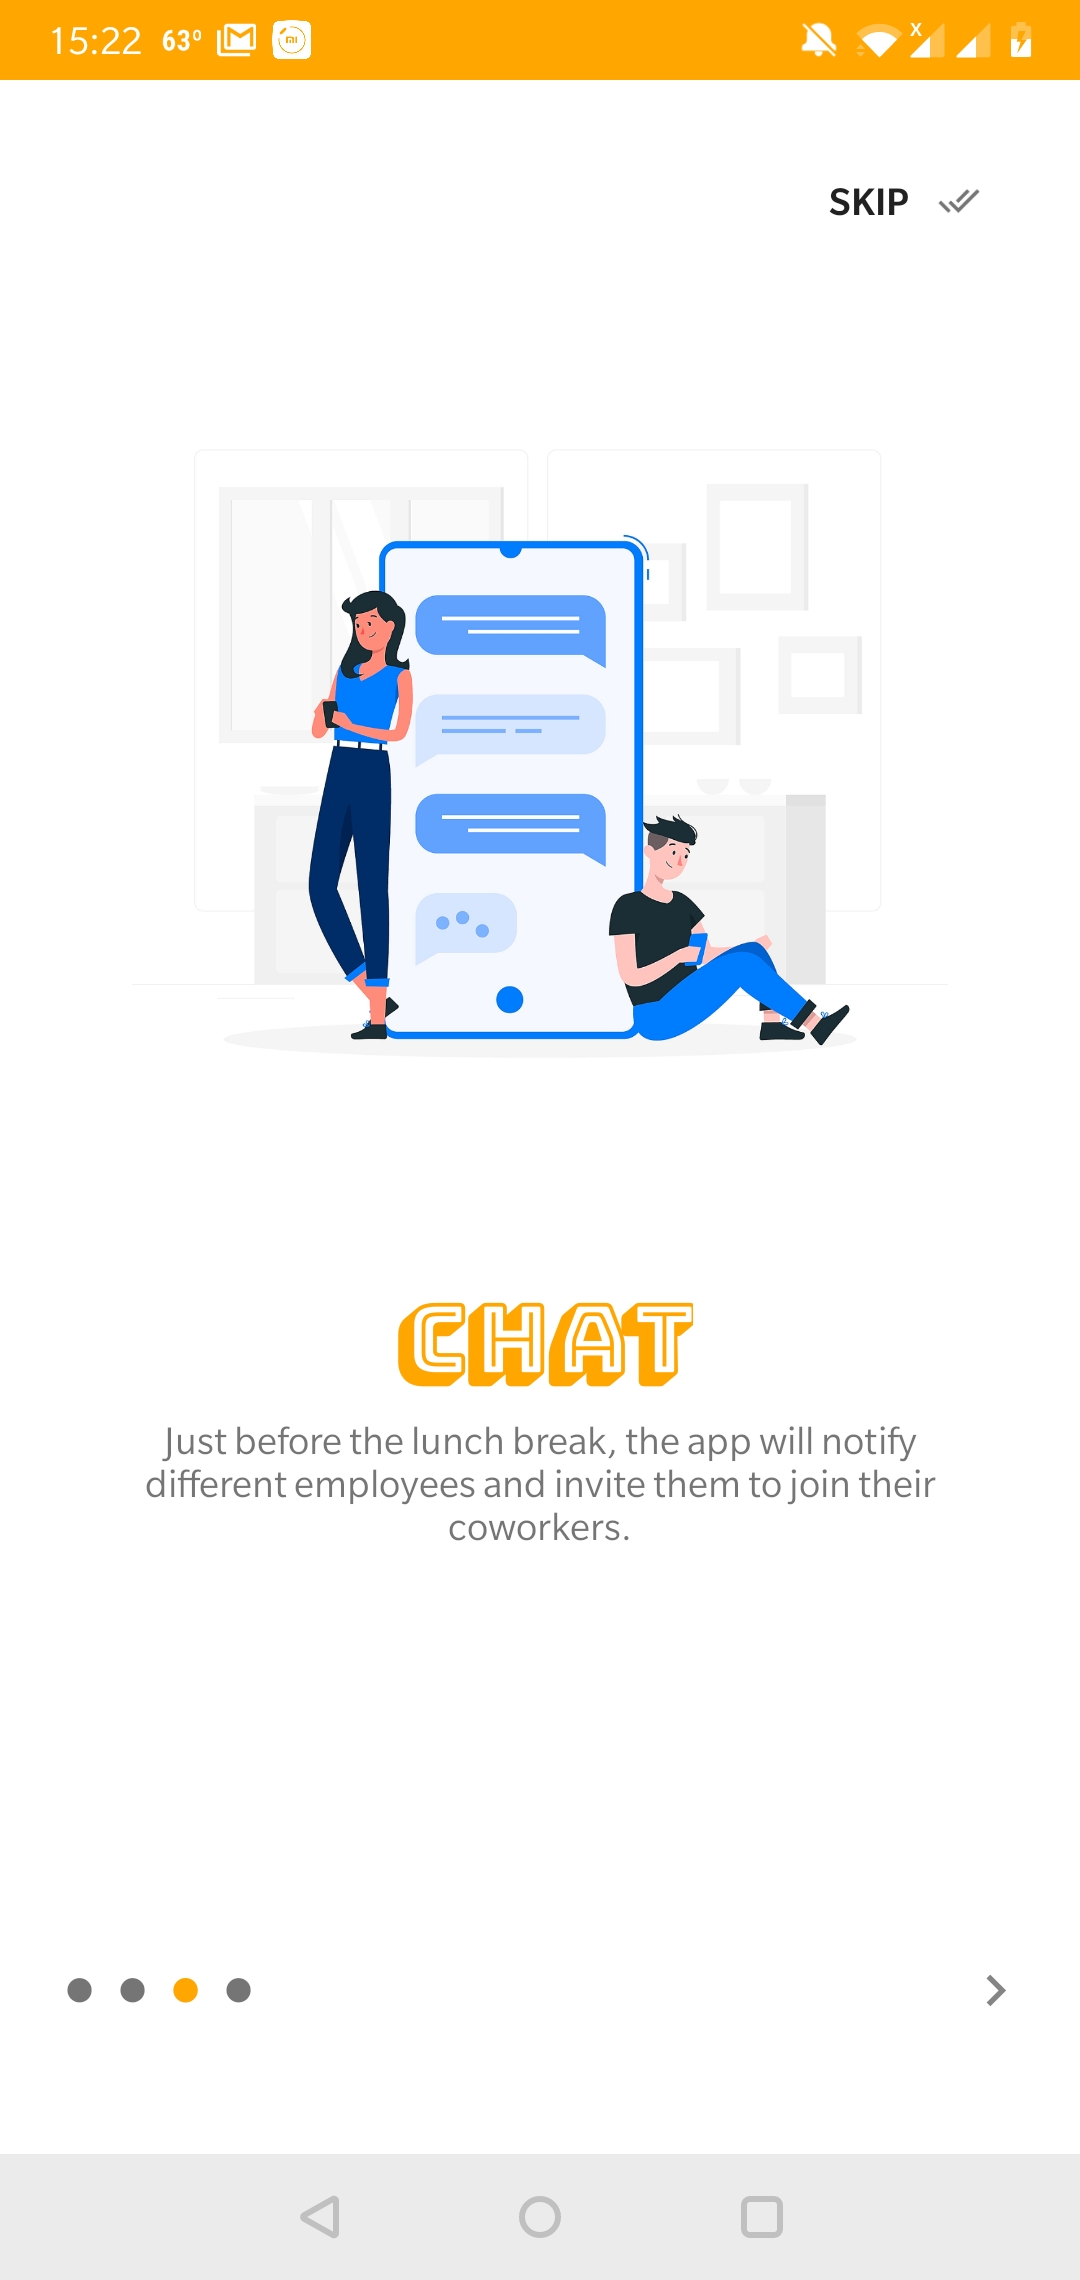 15:22 63° 
SKIP
CHAT
Just before the lunch break, the app will notify
different employees and invite them to join their
coworkers.